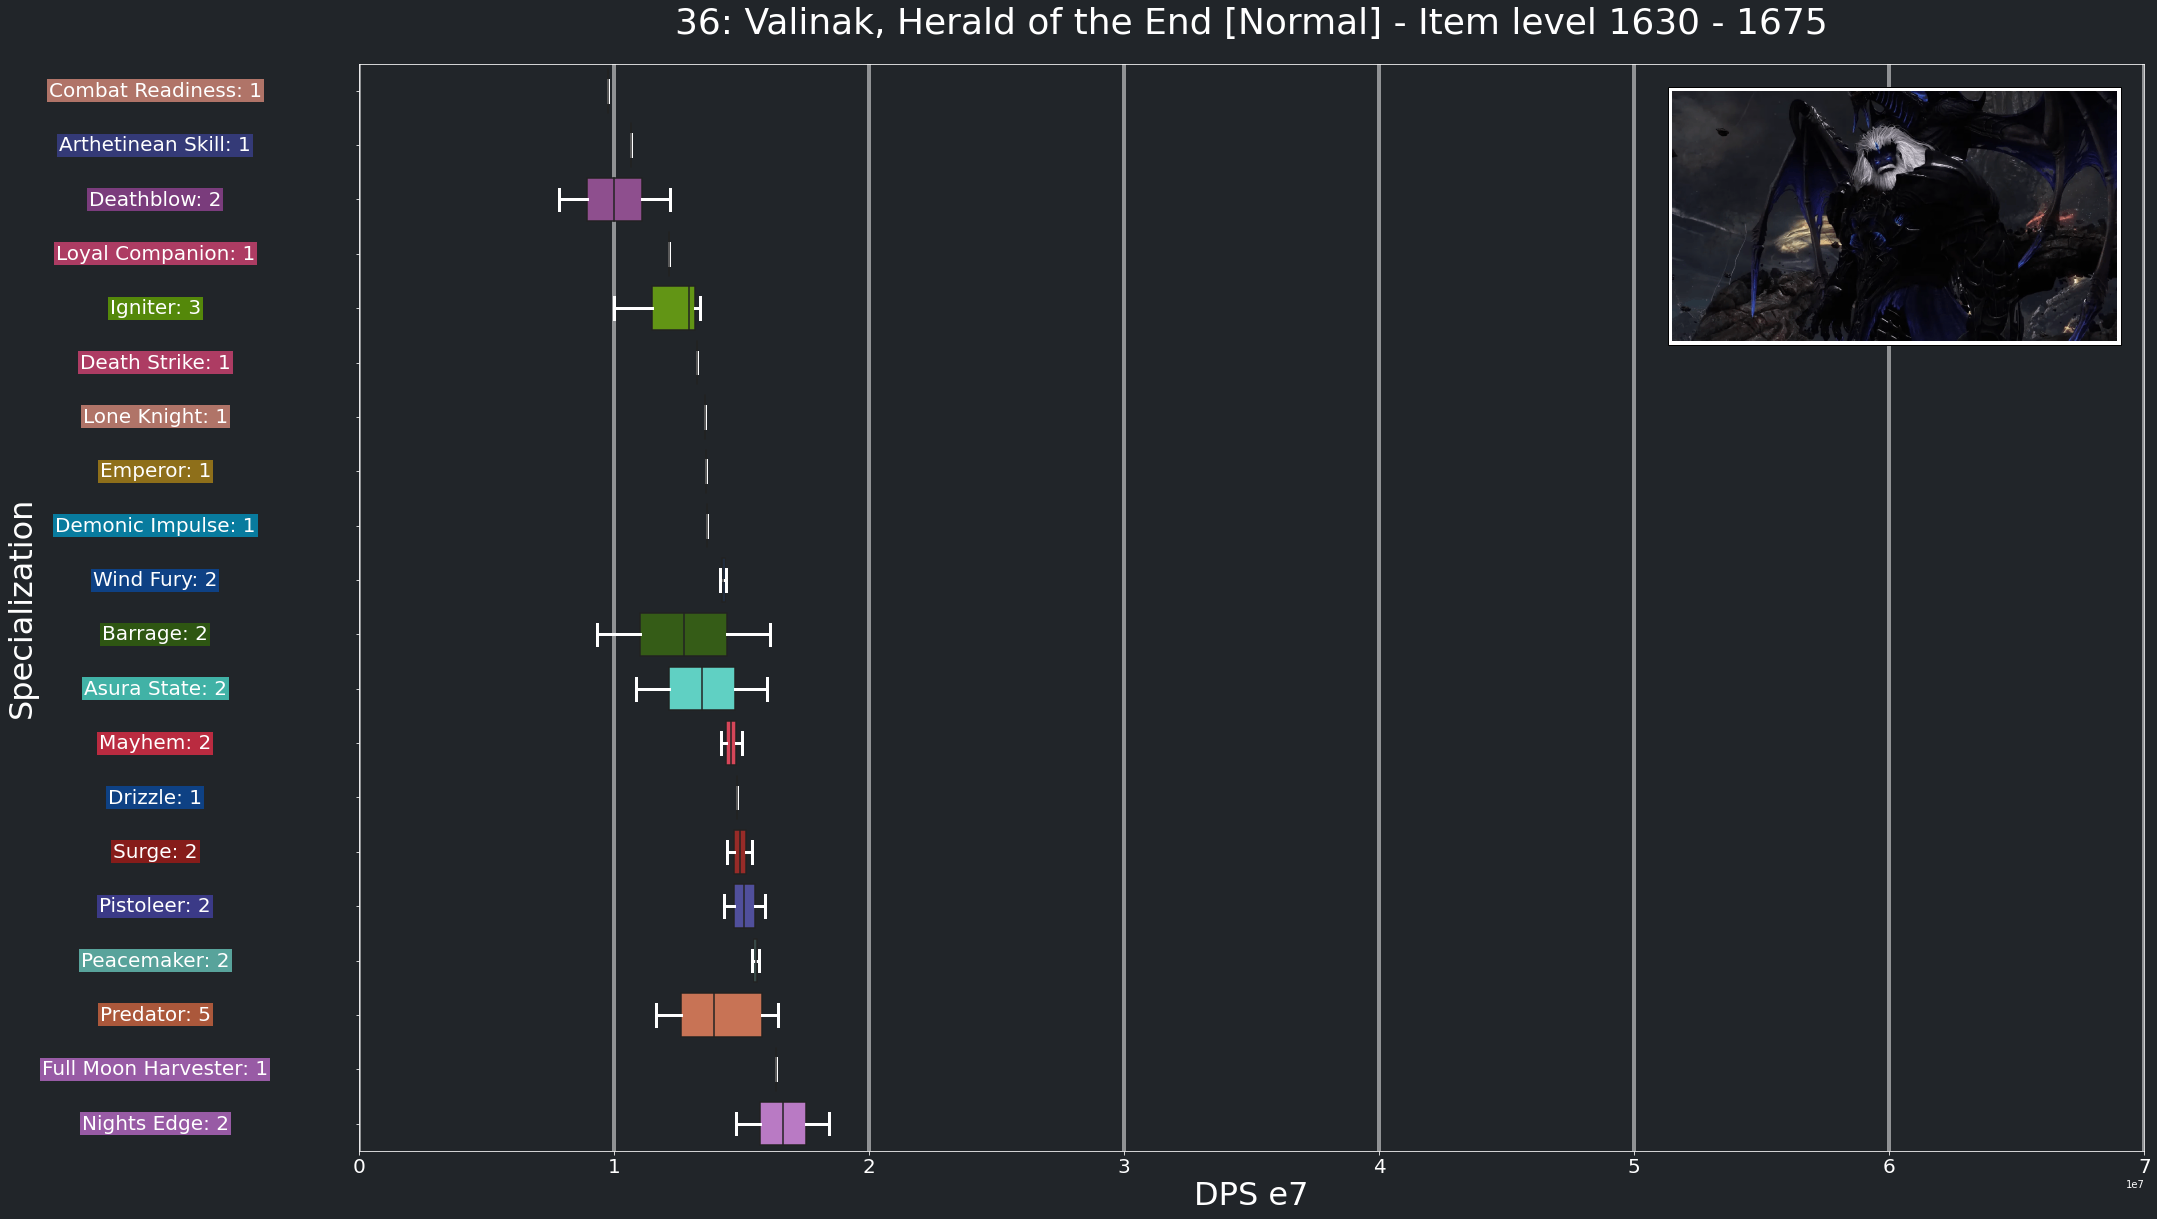 36: Valinak, Herald of the End [Normal] - Item level 1630 - 1675
Combat Readiness: 1
Arthetinean Skill: 1
Deathblow: 2
Loyal Companion: 1
Igniter: 3
Death Strike: 1
Lone Knight: 1
Emperor: 1
Demonic Impulse: 1
Wind Fury: 2
Barrage: 2
Asura State: 2
Mayhem: 2
Drizzle: 1
Surge: 2
Pistoleer: 2
Peacemaker: 2
Predator: 5
Full Moon Harvester: 1
Nights Edge: 2
Specialization
0 1 2 3 4 5 6 7
1e7
DPS e7